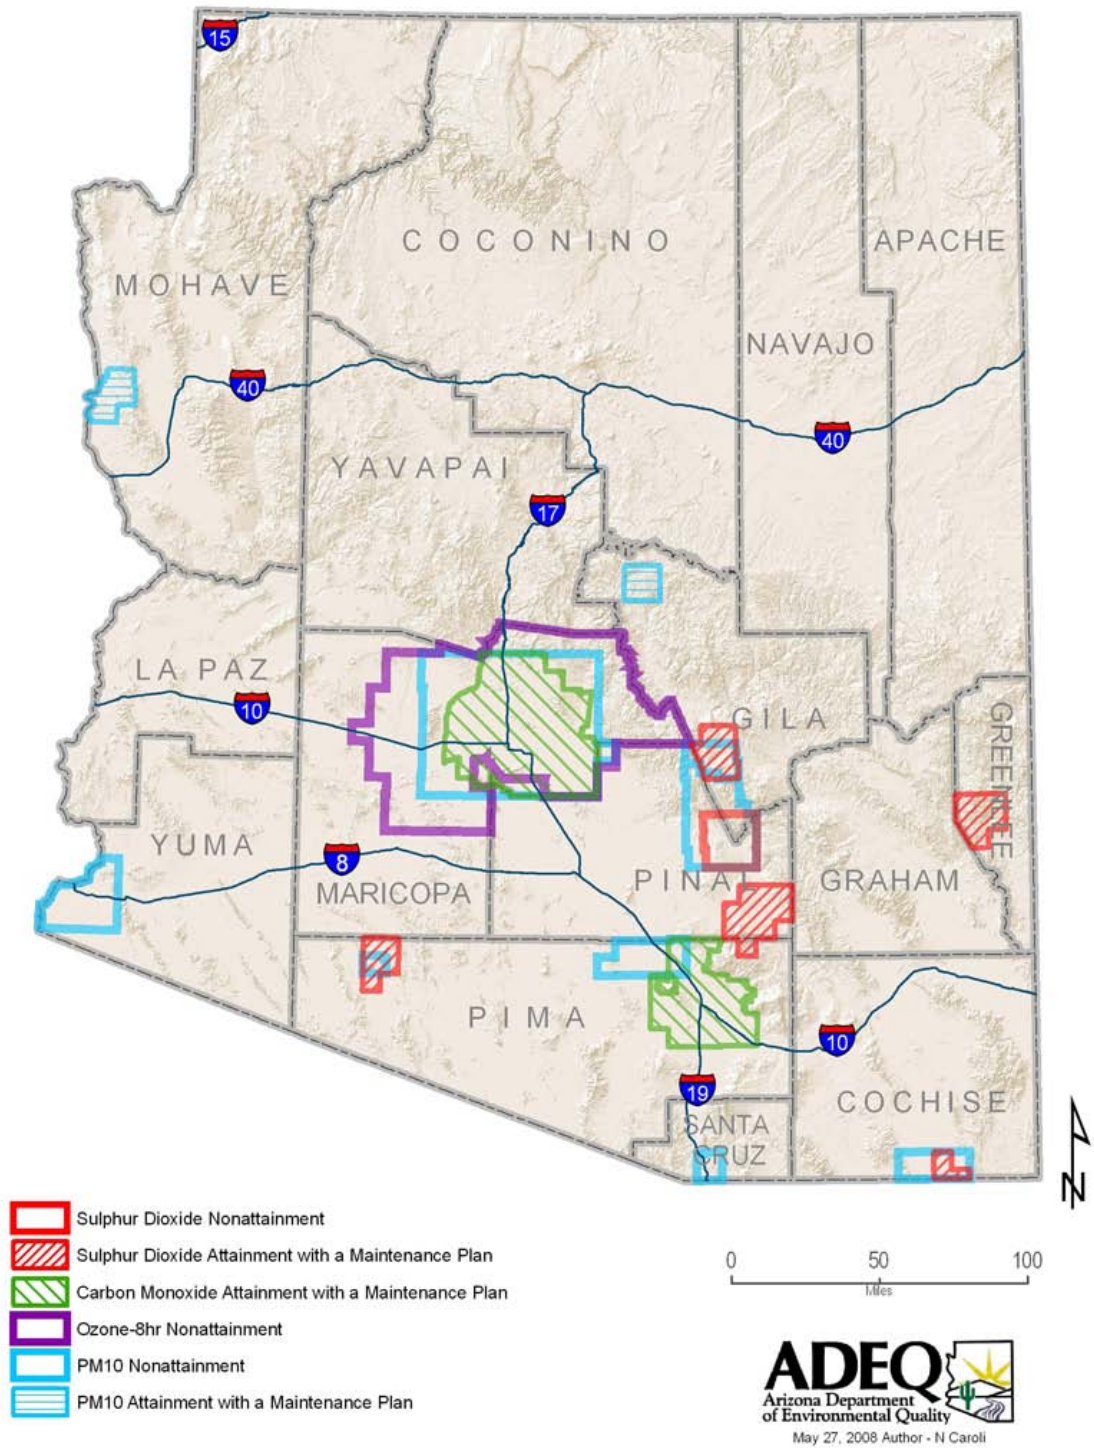 15
COCONINO
APACHE
MOHAVE
NAVAJO
40
40
YAVAPAI
17
LA PAZ
10
GILA
GREENLEE
YUMA
8
MARICOPA
PINAL
GRAHAM
PIMA
10
19
COCHISE
SANTA
CRUZ
N
Sulphur Dioxide Nonattainment
Sulphur Dioxide Attainment with a Maintenance Plan
Carbon Monoxide Attainment with a Maintenance Plan
Ozone-8hr Nonattainment
PM10 Nonattainment
PM10 Attainment with a Maintenance Plan
0 50 100
Miles
ADEQ
Arizona Department
of Environmental Quality
May 27, 2008 Author - N Caroli